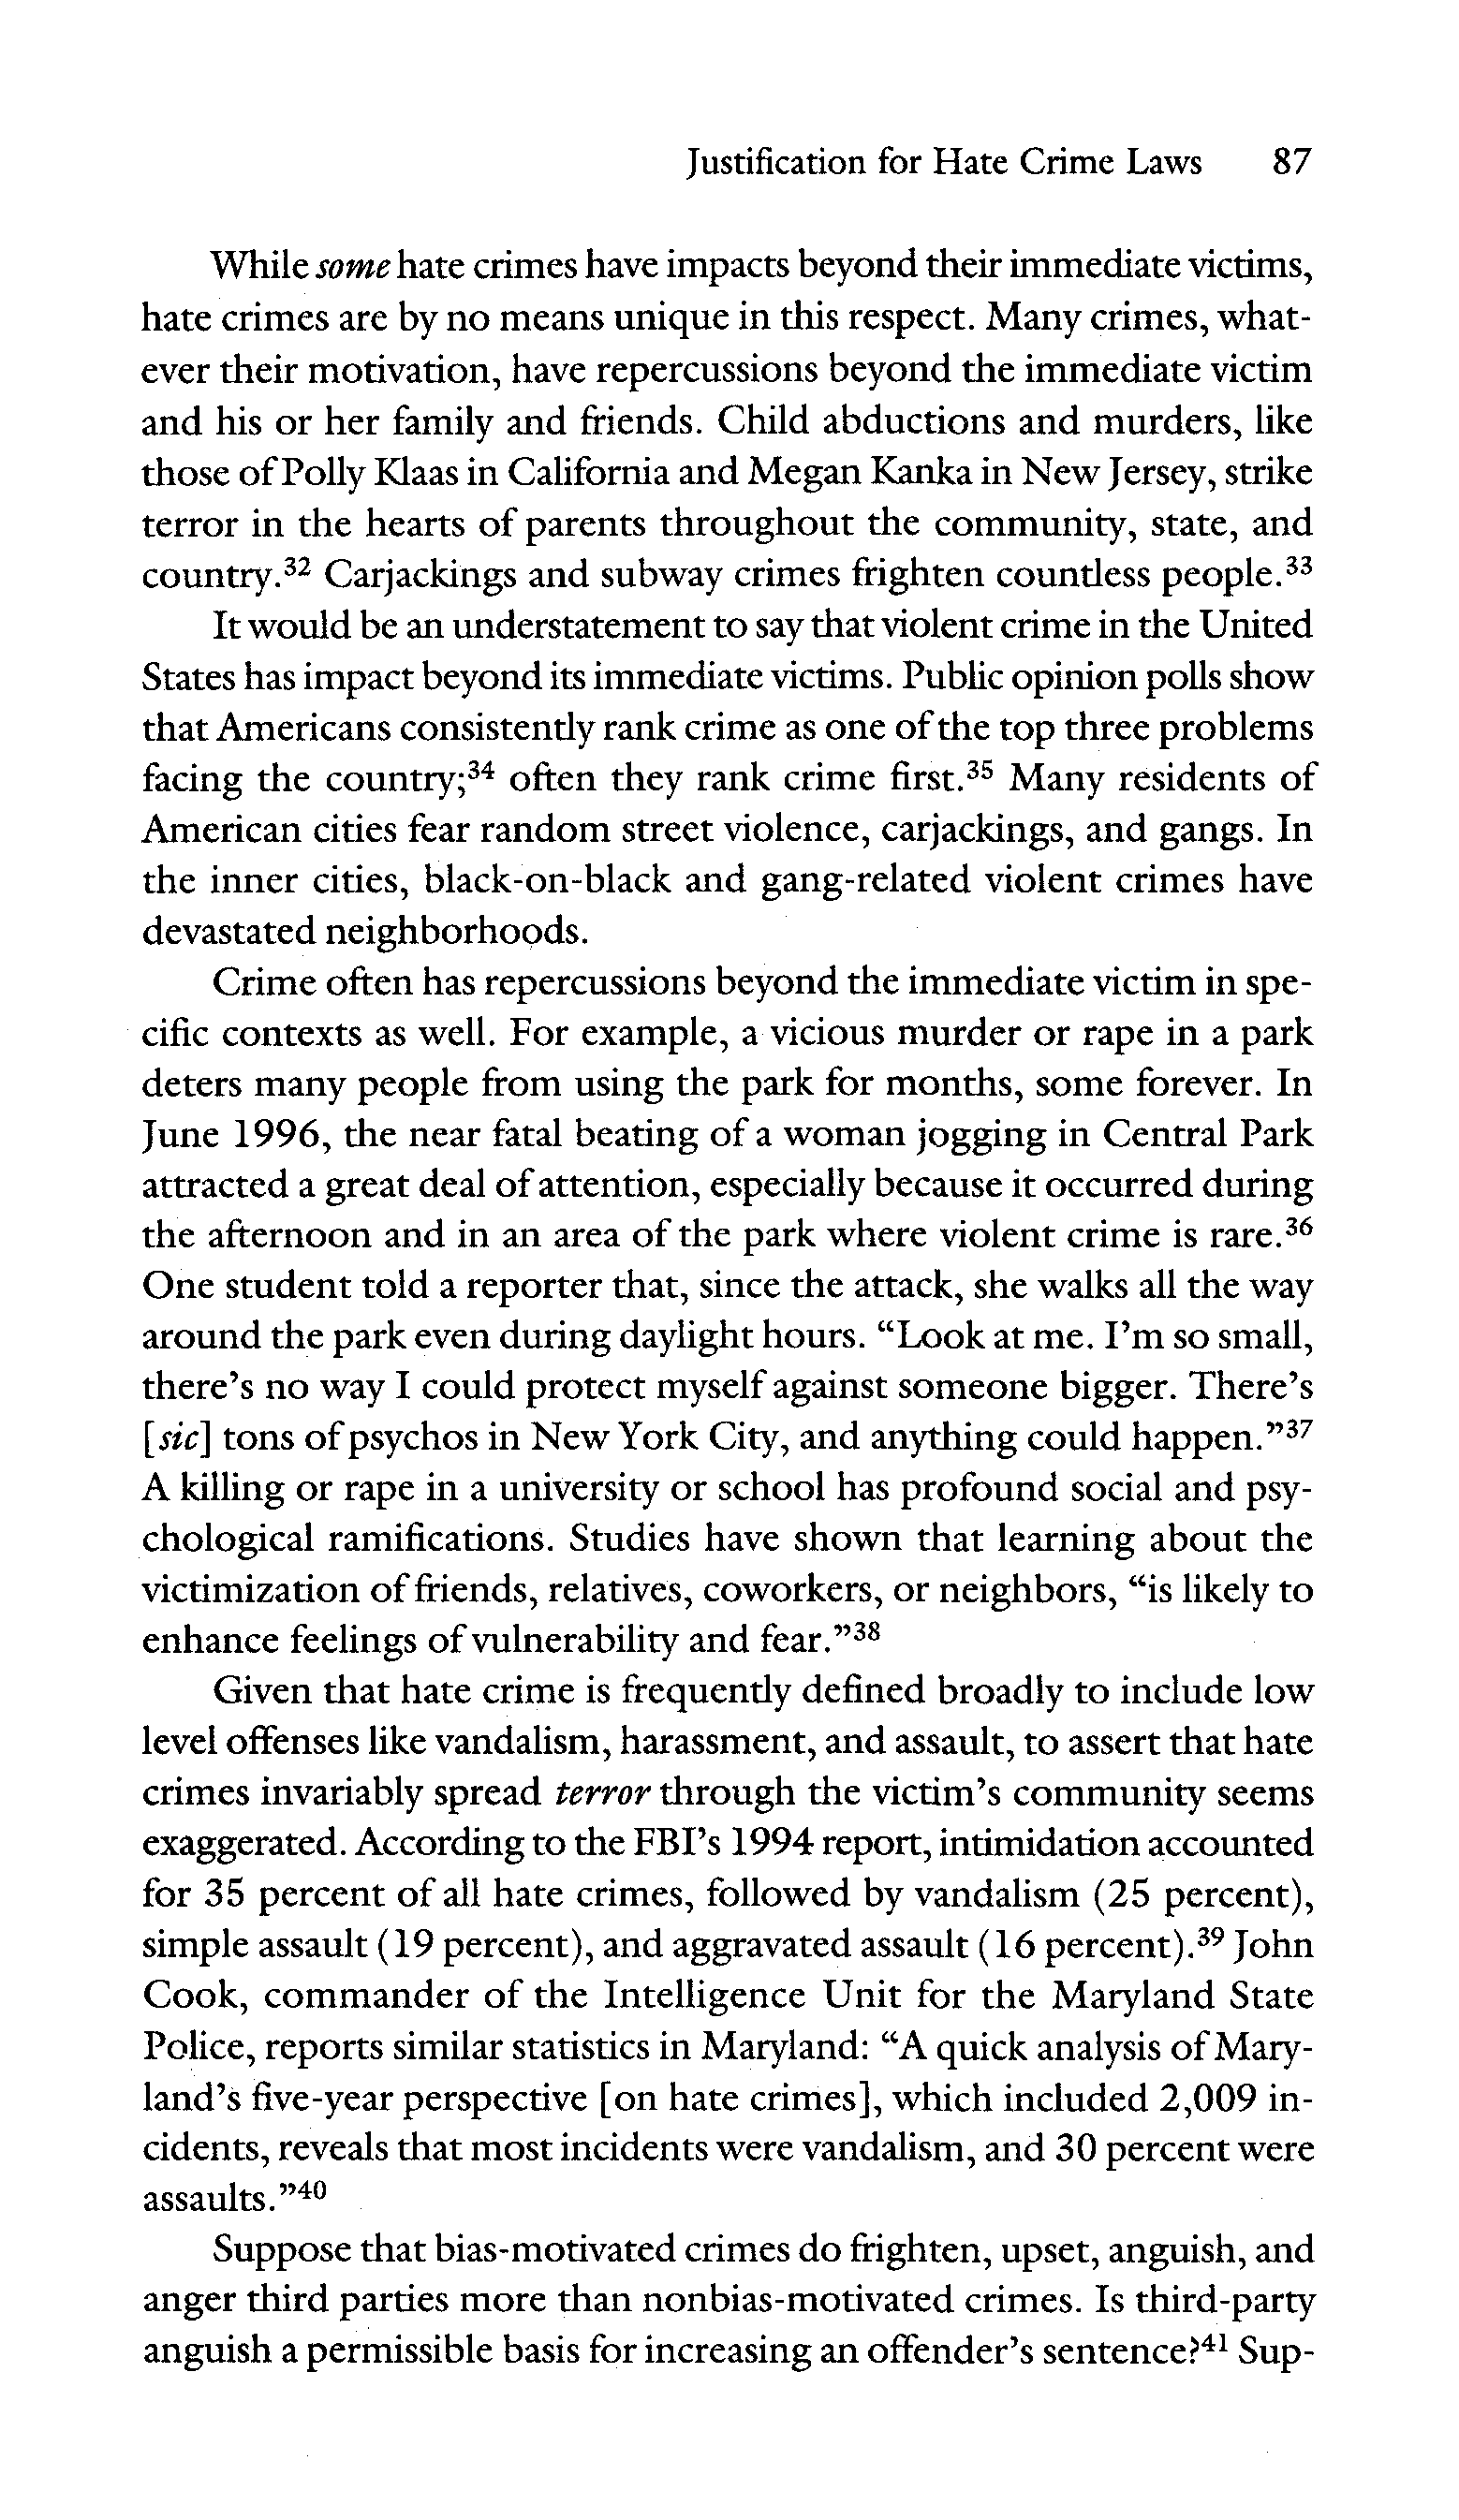 Justification for Hate Crime Laws 87
While some hate crimes have impacts beyond their immediate victims,
hate crimes are by no means unique in this respect. Many crimes, what-
ever their motivation, have repercussions beyond the immediate victim
and his or her family and friends. Child abductions and murders, like
those of Polly Klaas in California and Megan Kanka in New Jersey, strike
terror in the hearts of parents throughout the community, state, and
country.³² Carjackings and subway crimes frighten countless people.³³
It would be an understatement to say that violent crime in the United
States has impact beyond its immediate victims. Public opinion polls show
that Americans consistently rank crime as one of the top three problems
facing the country;³⁴ often they rank crime first.³⁵ Many residents of
American cities fear random street violence, carjackings, and gangs. In
the inner cities, black-on-black and gang-related violent crimes have
devastated neighborhoods.
Crime often has repercussions beyond the immediate victim in spe-
cific contexts as well. For example, a vicious murder or rape in a park
deters many people from using the park for months, some forever. In
June 1996, the near fatal beating of a woman jogging in Central Park
attracted a great deal of attention, especially because it occurred during
the afternoon and in an area of the park where violent crime is rare.³⁶
One student told a reporter that, since the attack, she walks all the way
around the park even during daylight hours. “Look at me. I’m so small,
there’s no way I could protect myself against someone bigger. There’s
[sic] tons of psychos in New York City, and anything could happen.”³⁷
A killing or rape in a university or school has profound social and psy-
chological ramifications. Studies have shown that learning about the
victimization of friends, relatives, coworkers, or neighbors, “is likely to
enhance feelings of vulnerability and fear.”³⁸
Given that hate crime is frequently defined broadly to include low
level offenses like vandalism, harassment, and assault, to assert that hate
crimes invariably spread terror through the victim’s community seems
exaggerated. According to the FBI’s 1994 report, intimidation accounted
for 35 percent of all hate crimes, followed by vandalism (25 percent),
simple assault (19 percent), and aggravated assault (16 percent).³⁹ John
Cook, commander of the Intelligence Unit for the Maryland State
Police, reports similar statistics in Maryland: “A quick analysis of Mary-
land’s five-year perspective [on hate crimes], which included 2,009 in-
cidents, reveals that most incidents were vandalism, and 30 percent were
assaults.”⁴⁰
Suppose that bias-motivated crimes do frighten, upset, anguish, and
anger third parties more than nonbias-motivated crimes. Is third-party
anguish a permissible basis for increasing an offender’s sentence?⁴¹ Sup-